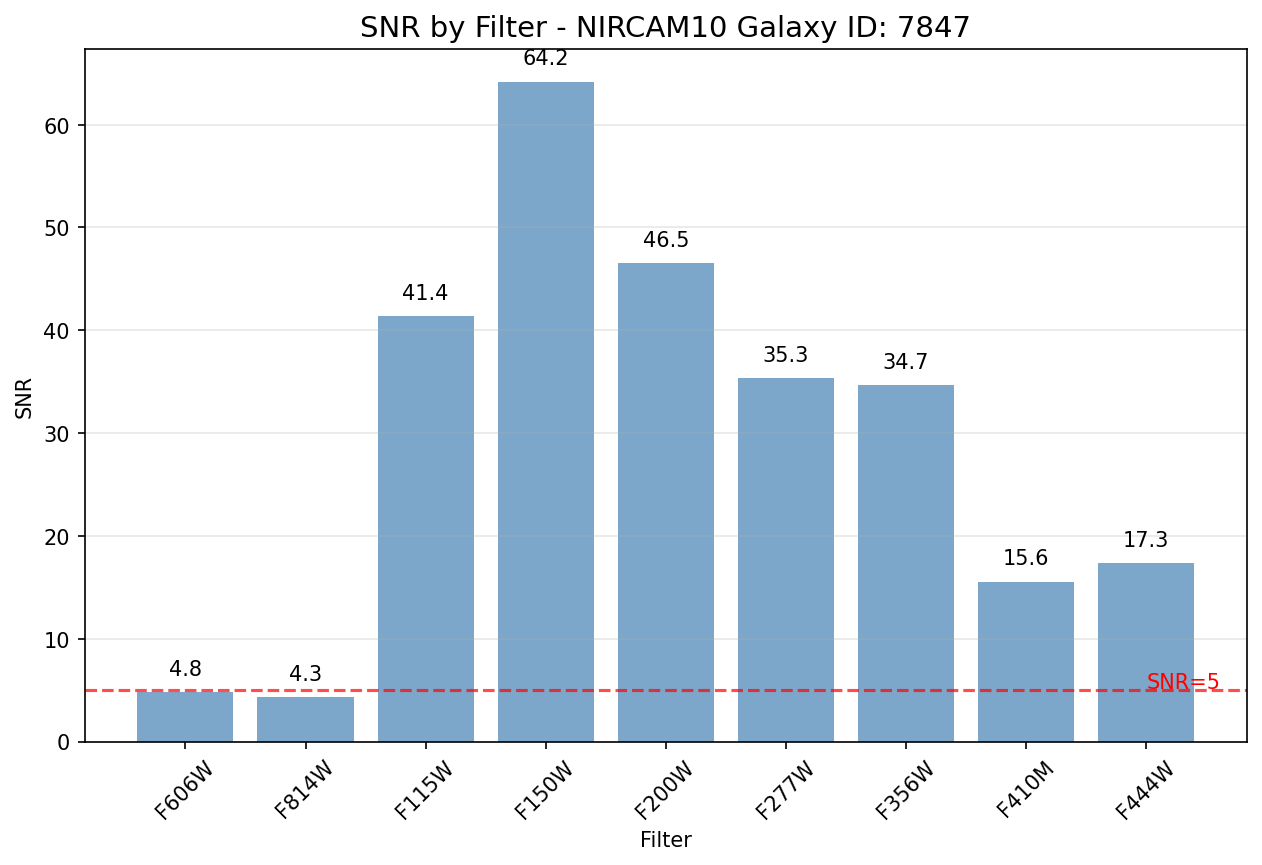 SNR by Filter - NIRCAM10 Galaxy ID: 7847
SNR
60
50
40
30
20
10
0
4.8
4.3
41.4
64.2
46.5
35.3
34.7
15.6
17.3
SNR=5
F606W
F814W
F115W
F150W
F200W
F277W
F356W
F410M
F444W
Filter